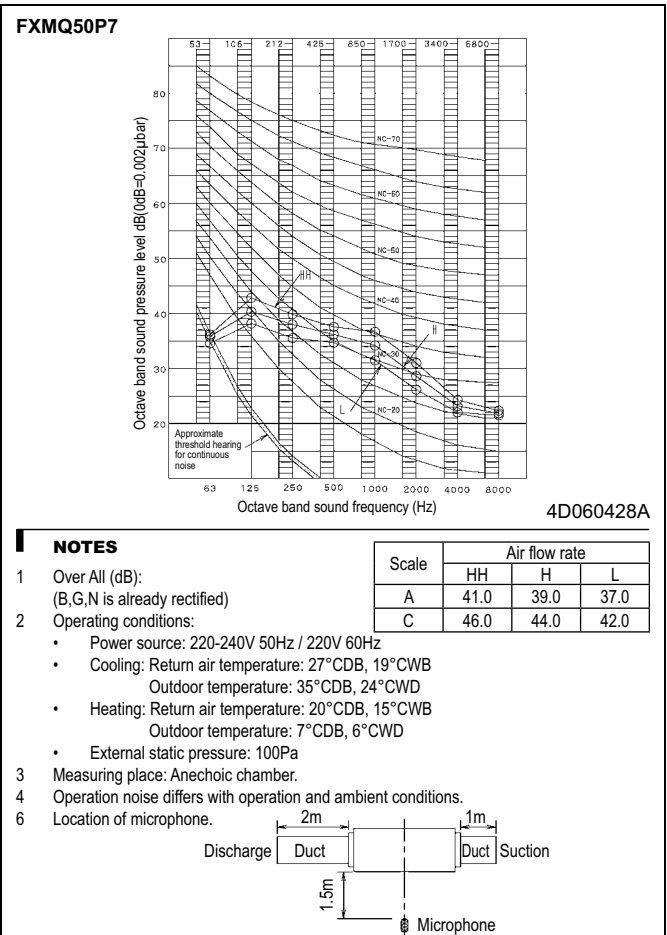 FXMQ50P7
53 106 212 425 850 1700 3400 6800
Octave band sound pressure level dB(0dB=0.002µbar)
80
70
60
50
40
30
20
NC-70
NC-60
NC-50
NC-40
NC-30
NC-20
HH
H
L
Approximate
threshold hearing
for continuous
noise
63 125 250 500 1000 2000 4000 8000
Octave band sound frequency (Hz)
4D060428A
NOTES
1 Over All (dB):
(B,G,N is already rectified)
Scale Air flow rate
HH H L
A 41.0 39.0 37.0
C 46.0 44.0 42.0
2 Operating conditions:
• Power source: 220-240V 50Hz / 220V 60Hz
• Cooling: Return air temperature: 27°CDB, 19°CWB
Outdoor temperature: 35°CDB, 24°CWD
• Heating: Return air temperature: 20°CDB, 15°CWB
Outdoor temperature: 7°CDB, 6°CWD
• External static pressure: 100Pa
3 Measuring place: Anechoic chamber.
4 Operation noise differs with operation and ambient conditions.
6 Location of microphone.
2m 1m
Discharge Duct Duct Suction
1.5m
Microphone